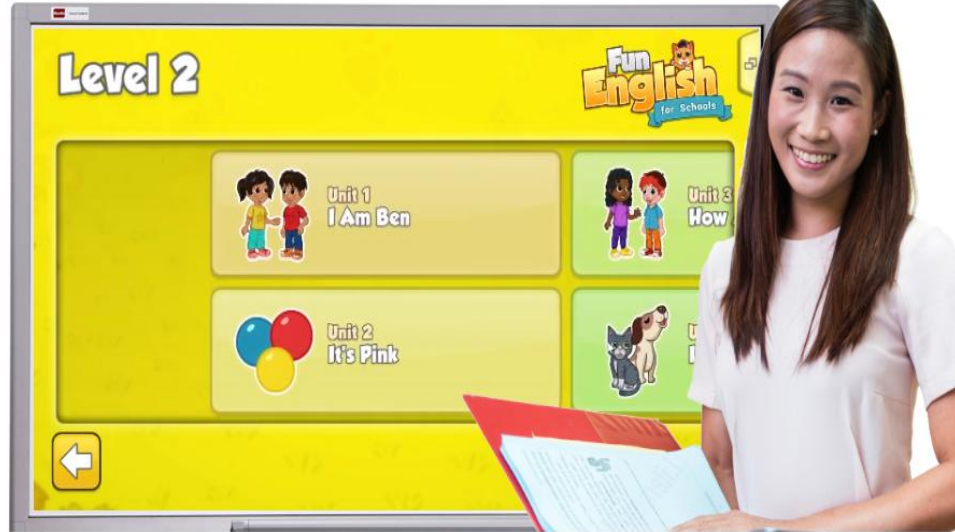 Level 2
Fun
English
for Schools
Unit 1
I Am Ben
Unit 3
How
Unit 2
It's Pink